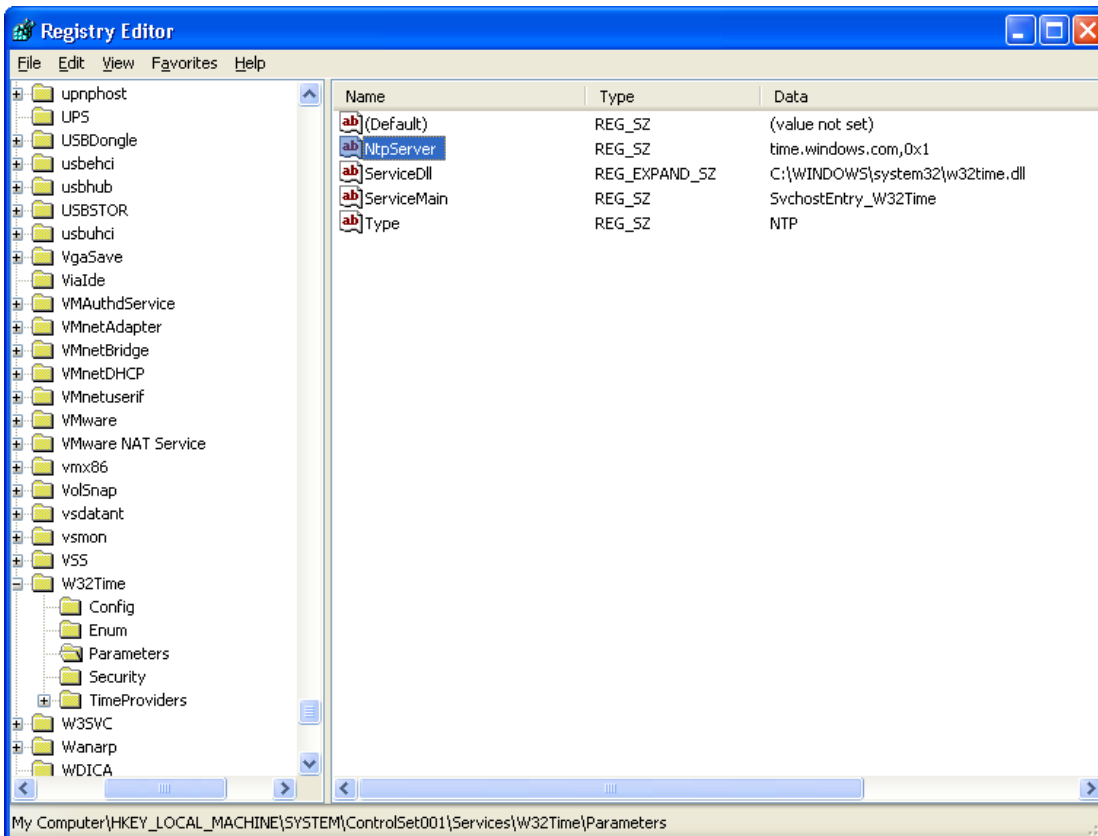 Registry Editor
File Edit View Favorites Help
upnphost
UPS
USBDongle
usbehci
usbhub
USBSTOR
usbuhci
VgaSave
ViaIde
VMAuthdService
VMnetAdapter
VMnetBridge
VMnetDHCP
VMnetuserif
VMware
VMware NAT Service
vmx86
VolSnap
vsdatant
vsmon
VSS
W32Time
Config
Enum
Parameters
Security
TimeProviders
W3SVC
Wanarp
WDICA
Name Type Data
(Default) REG_SZ (value not set)
NtpServer REG_SZ time.windows.com,0x1
ServiceDll REG_EXPAND_SZ C:\WINDOWS\system32\w32time.dll
ServiceMain REG_SZ SvchostEntry_W32Time
Type REG_SZ NTP
My Computer\HKEY_LOCAL_MACHINE\SYSTEM\ControlSet001\Services\W32Time\Parameters